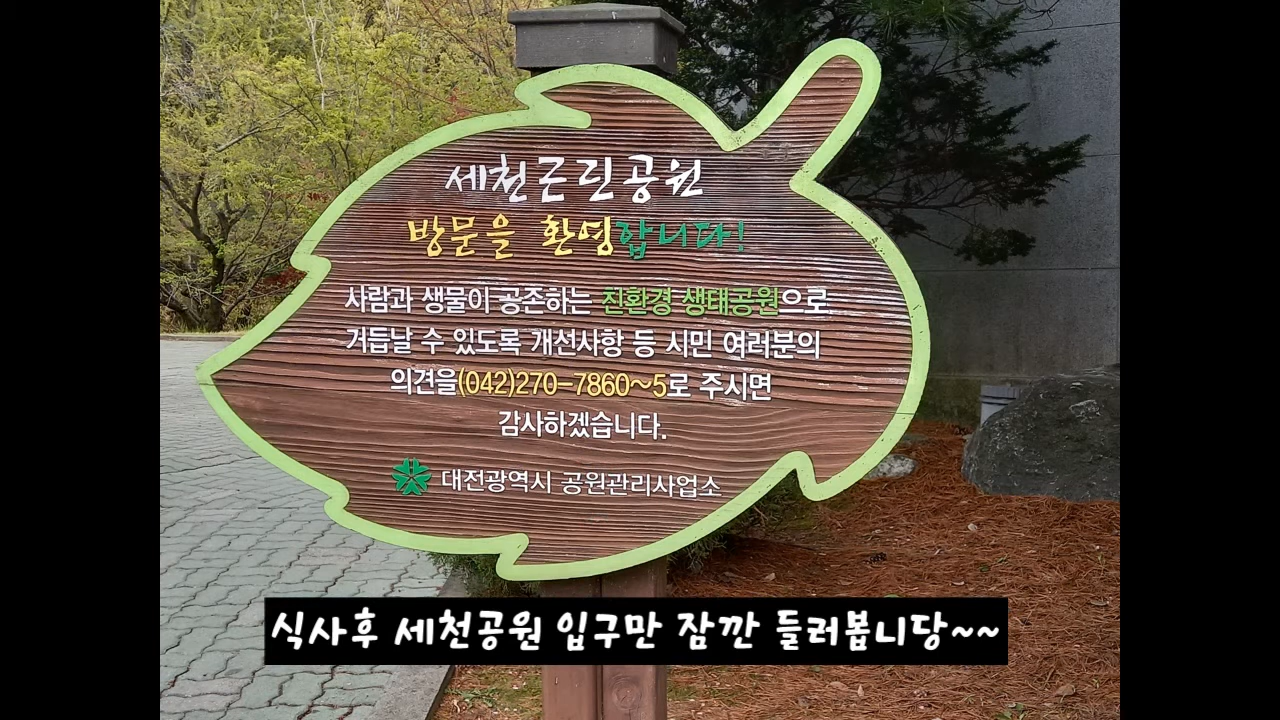 세천근린공원
방문을 환영합니다!
사람과 생물이 공존하는 친환경 생태공원으로
거듭날 수 있도록 개선사항 등 시민 여러분의
의견을(042)270-7860~5로 주시면
감사하겠습니다.
대전광역시 공원관리사업소
식사후 세천공원 입구만 잠깐 들러봅니당~~